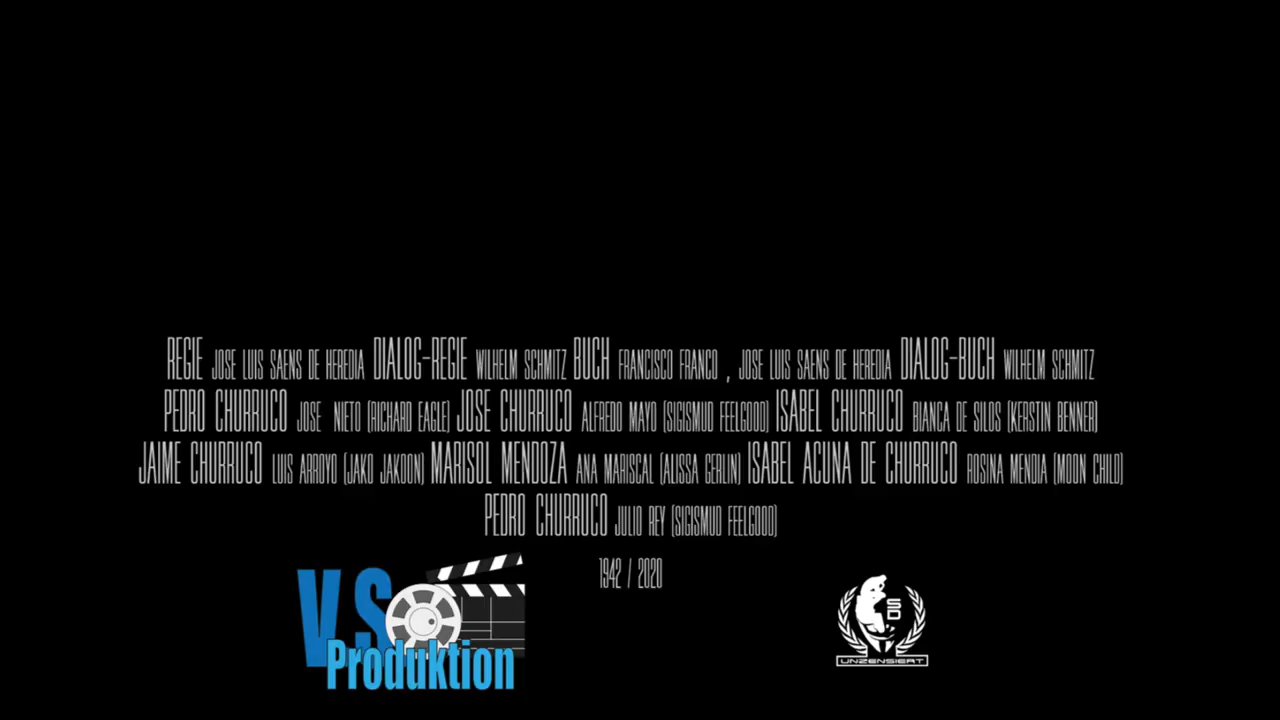 REGIE JOSE LUIS SAENS DE HEREDIA DIALOG-REGIE WILHELM SCHMITZ BUCH FRANCISCO FRANCO , JOSE LUIS SAENS DE HEREDIA DIALOG-BUCH WILHELM SCHMITZ
PEDRO CHURRUCO JOSE NIETO (RICHARD EAGLE) JOSE CHURRUCO ALFREDO MAYO (SIGISMUD FEELGOOD) ISABEL CHURRUCO BIANCA DE SILOS (KERSTIN BENNER)
JAIME CHURRUCO LUIS ARROYO (JAKO JAKOON) MARISOL MENDOZA ANA MARISCAL (ALISSA GERLIN) ISABEL ACUNA DE CHURRUCO ROSINA MENDIA (MOON CHILD)
PEDRO CHURRUCO JULIO REY (SIGISMUD FEELGOOD)
1942 / 2020
V.S
Produktion
SD
UNZENSIERT